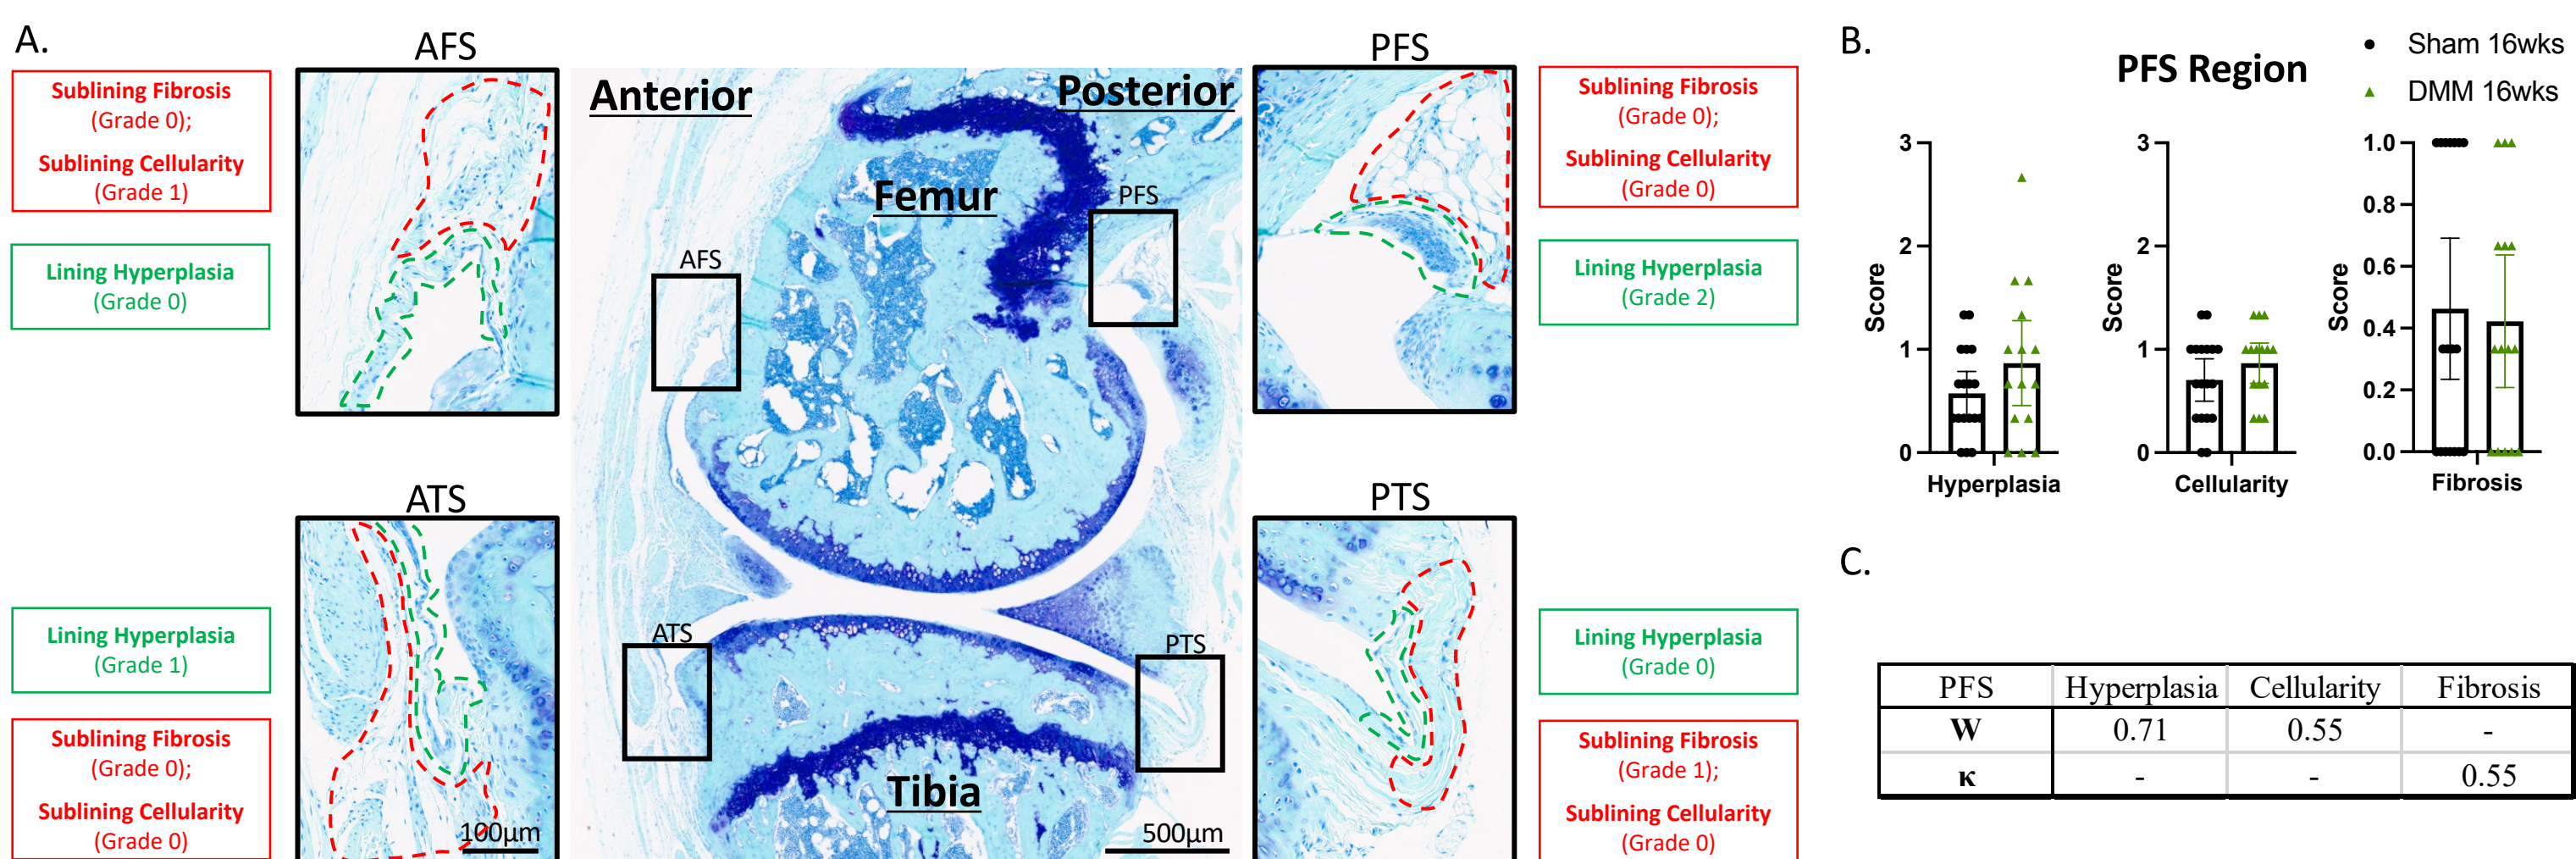 A.
AFS
Sublining Fibrosis
(Grade 0);
Sublining Cellularity
(Grade 1)
Lining Hyperplasia
(Grade 0)
ATS
Lining Hyperplasia
(Grade 1)
Sublining Fibrosis
(Grade 0);
Sublining Cellularity
(Grade 0)
100µm
Anterior
Posterior
Femur
PFS
AFS
ATS
PTS
Tibia
500µm
PFS
Sublining Fibrosis
(Grade 0);
Sublining Cellularity
(Grade 0)
Lining Hyperplasia
(Grade 2)
PTS
Lining Hyperplasia
(Grade 0)
Sublining Fibrosis
(Grade 1);
Sublining Cellularity
(Grade 0)
B.
PFS Region
Sham 16wks
DMM 16wks
Score
3
2
1
0
Hyperplasia
Score
3
2
1
0
Cellularity
Score
1.0
0.8
0.6
0.4
0.2
0.0
Fibrosis
C.
PFS Hyperplasia Cellularity Fibrosis
W 0.71 0.55 -
κ - - 0.55